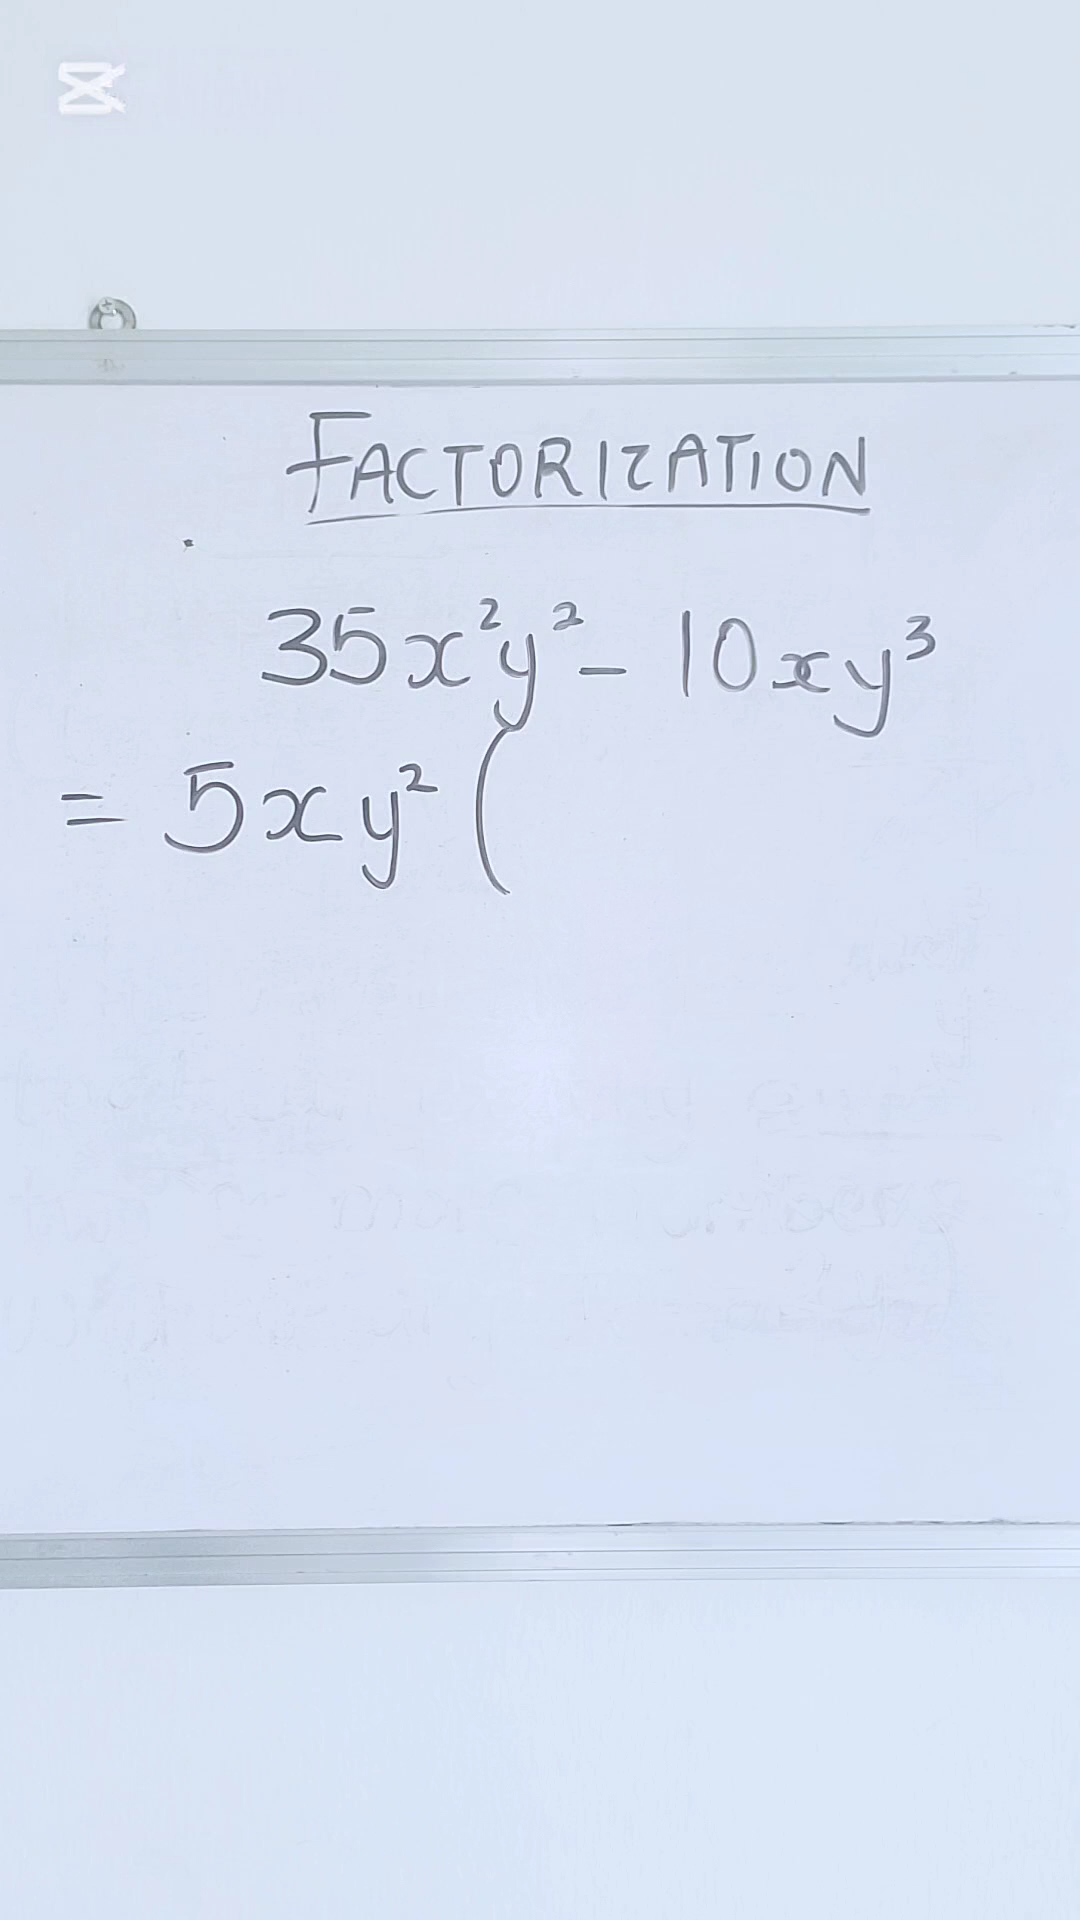 FACTORIZATION
35x²y² - 10xy³
= 5xy² (